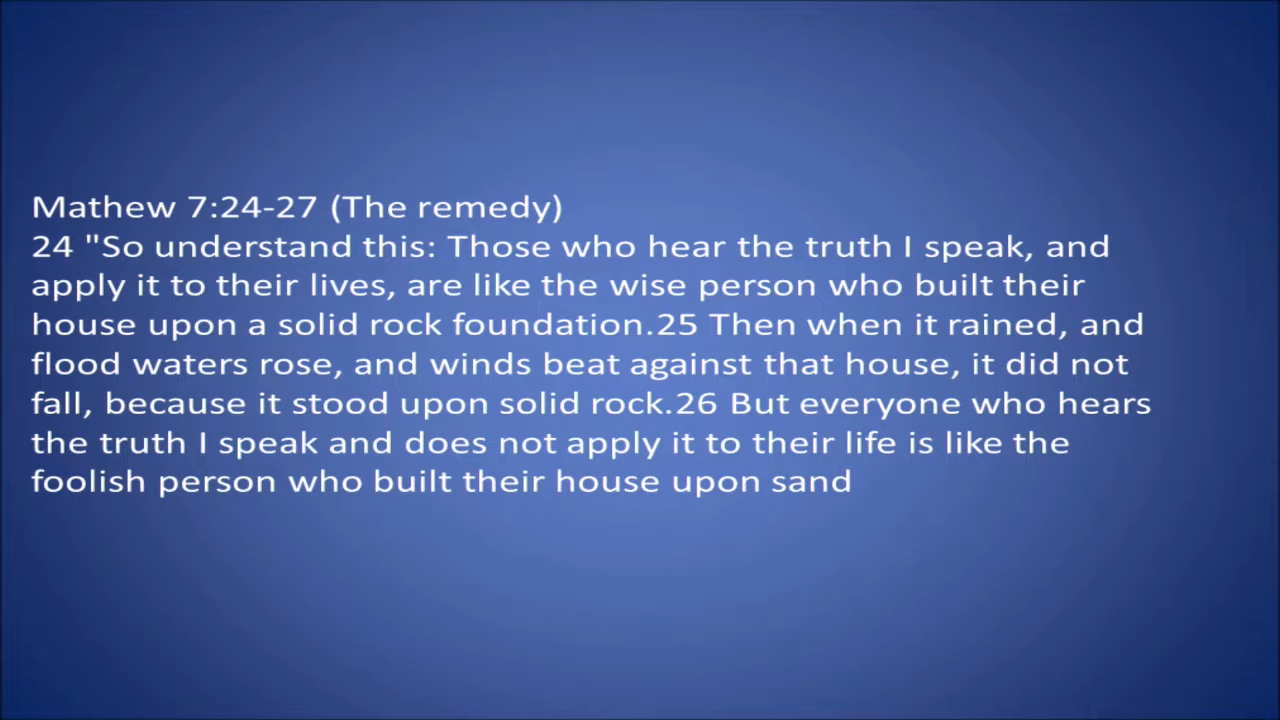 Mathew 7:24-27 (The remedy)
24 "So understand this: Those who hear the truth I speak, and
apply it to their lives, are like the wise person who built their
house upon a solid rock foundation.25 Then when it rained, and
flood waters rose, and winds beat against that house, it did not
fall, because it stood upon solid rock.26 But everyone who hears
the truth I speak and does not apply it to their life is like the
foolish person who built their house upon sand